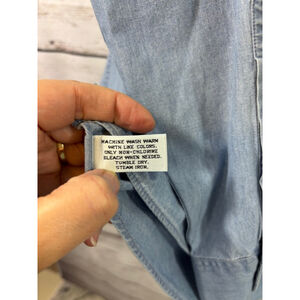 MACHINE WASH WARM
WITH LIKE COLORS.
ONLY NON-CHLORINE
BLEACH WHEN NEEDED.
TUMBLE DRY.
STEAM IRON.